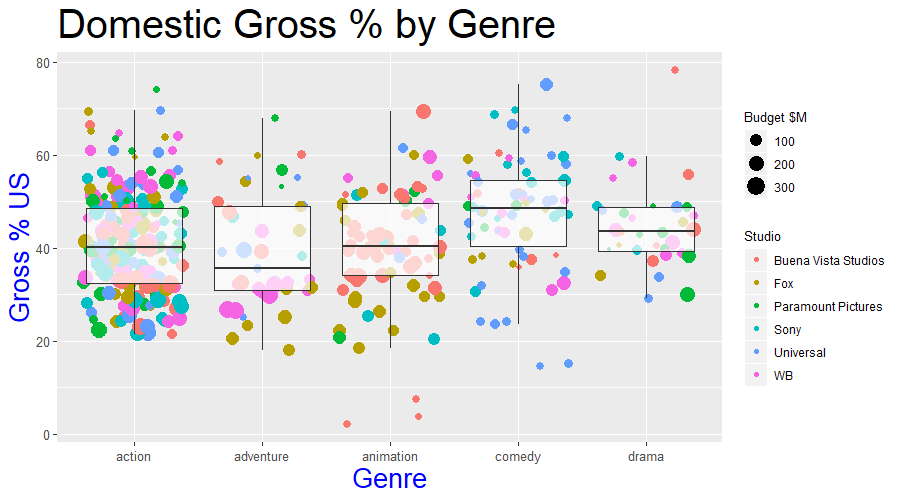 Domestic Gross % by Genre
Gross % US
80
60
40
20
0
action adventure animation comedy drama
Genre
Budget $M
100
200
300
Studio
Buena Vista Studios
Fox
Paramount Pictures
Sony
Universal
WB